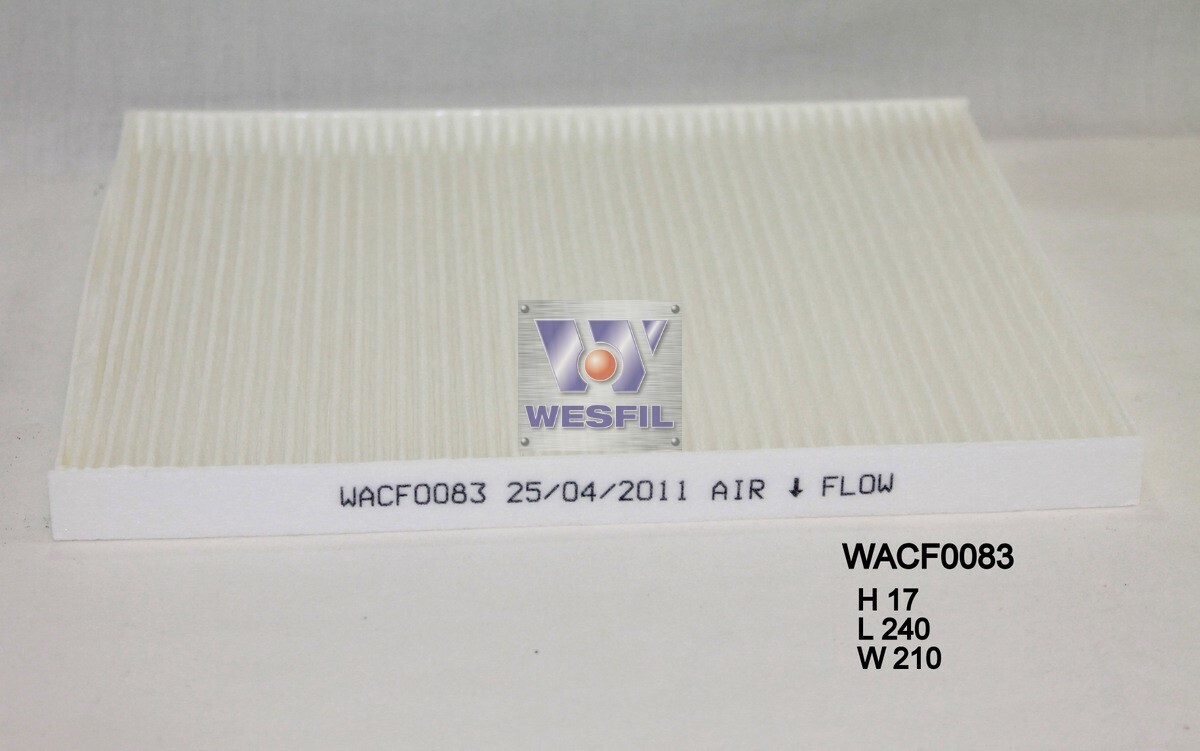 WESFIL
WACF0083 25/04/2011 AIR ↓ FLOW
WACF0083
H 17
L 240
W 210